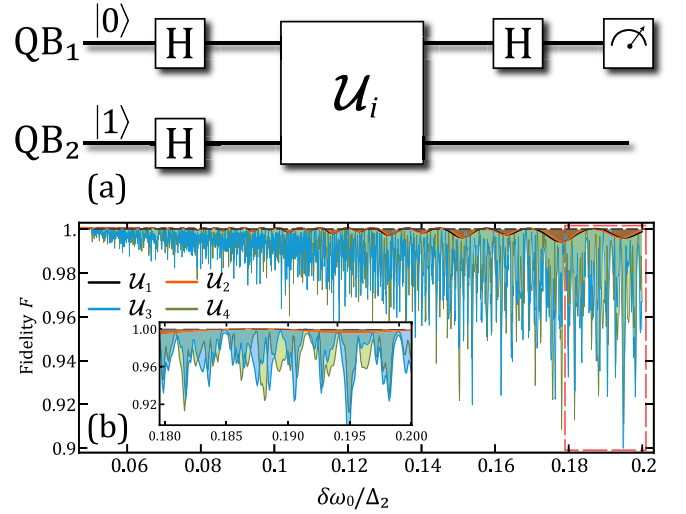 QB₁ |0⟩ H H
𝒰ᵢ
QB₂ |1⟩ H
(a)
Fidelity F
1.
0.98
0.96
0.94
0.92
0.9
𝒰₁ 𝒰₂
𝒰₃ 𝒰₄
1.00
0.96
0.92
0.180 0.185 0.190 0.195 0.200
(b)
0.06 0.08 0.1 0.12 0.14 0.16 0.18 0.2
δω₀/Δ₂